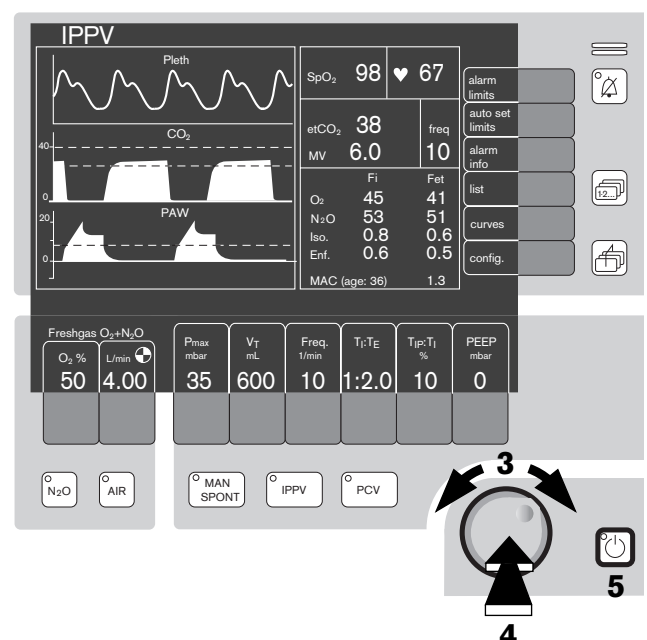 IPPV
Pleth
CO₂
40
0
PAW
20
0
SpO₂ 98 ♥ 67
etCO₂ 38 freq
MV 6.0 10
Fi Fet
O₂ 45 41
N₂O 53 51
Iso. 0.8 0.6
Enf. 0.6 0.5
MAC (age: 36) 1.3
alarm
limits
auto set
limits
alarm
info
list
curves
config.
1·2...
Freshgas O₂+N₂O
O₂ % L/min
50 4.00
Pmax VT Freq. TI:TE TIP:TI PEEP
mbar mL 1/min % mbar
35 600 10 1:2.0 10 0
N₂O
AIR
MAN
SPONT
IPPV
PCV
3
4
5